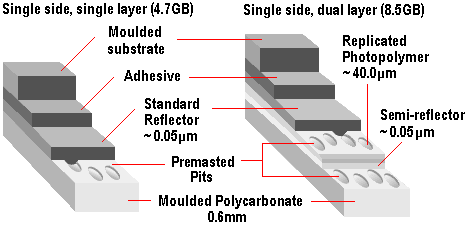 Single side, single layer (4.7GB)
Single side, dual layer (8.5GB)
Moulded
substrate
Replicated
Photopolymer
~40.0µm
Adhesive
Standard
Reflector
~0.05µm
Semi-reflector
~0.05µm
Premasted
Pits
Moulded Polycarbonate
0.6mm